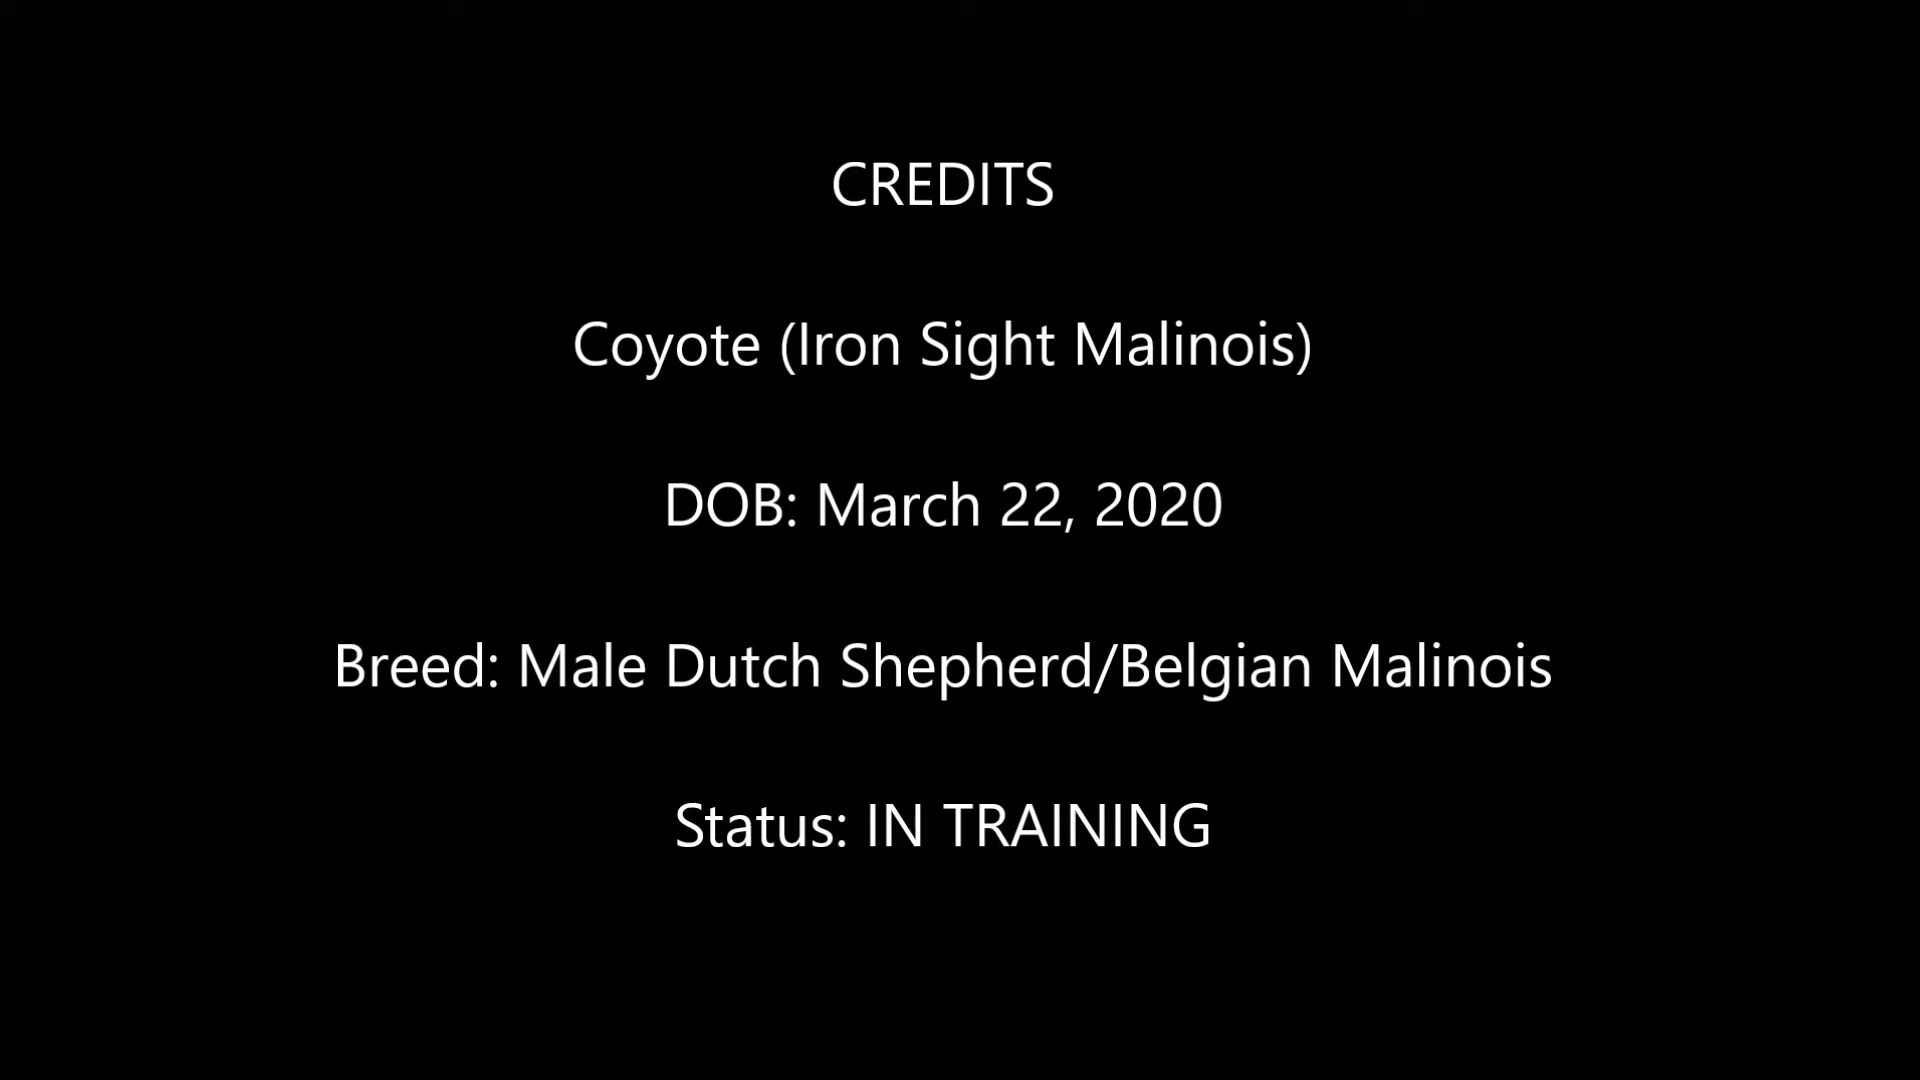 CREDITS
Coyote (Iron Sight Malinois)
DOB: March 22, 2020
Breed: Male Dutch Shepherd/Belgian Malinois
Status: IN TRAINING